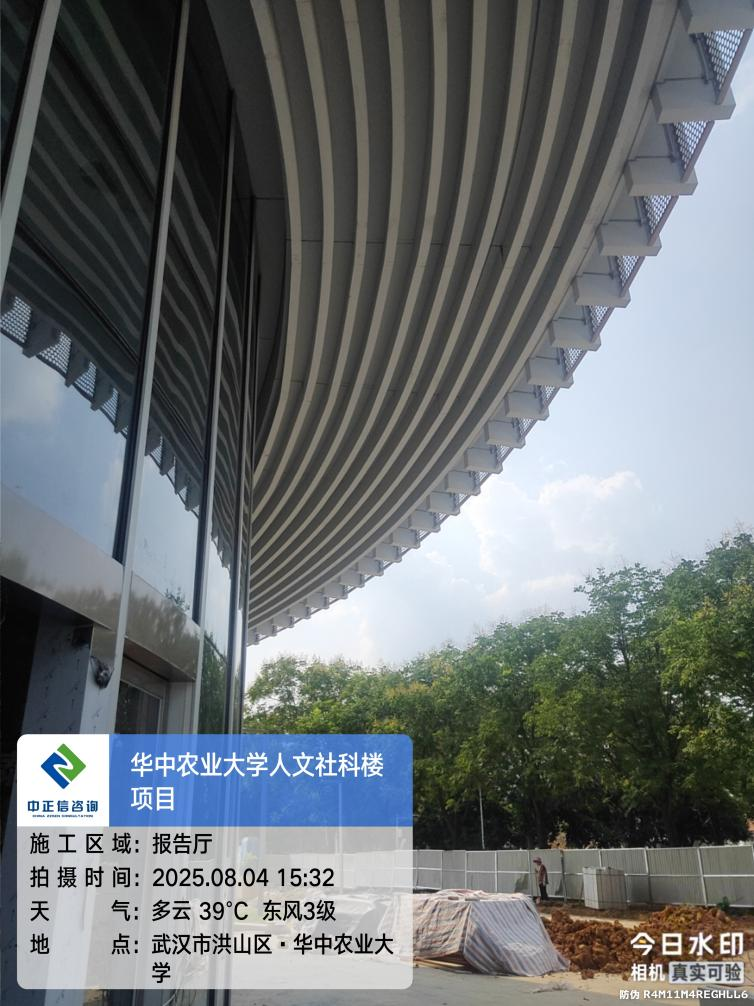 华中农业大学人文社科楼
项目
中正信咨询
CHINA ZENXIN CONSULTATION
施工区域：报告厅
拍摄时间：2025.08.04 15:32
天气：多云 39℃ 东风3级
地点：武汉市洪山区·华中农业大
学
今日水印
相机 真实可验
防伪 R4M11M4REGHLL6